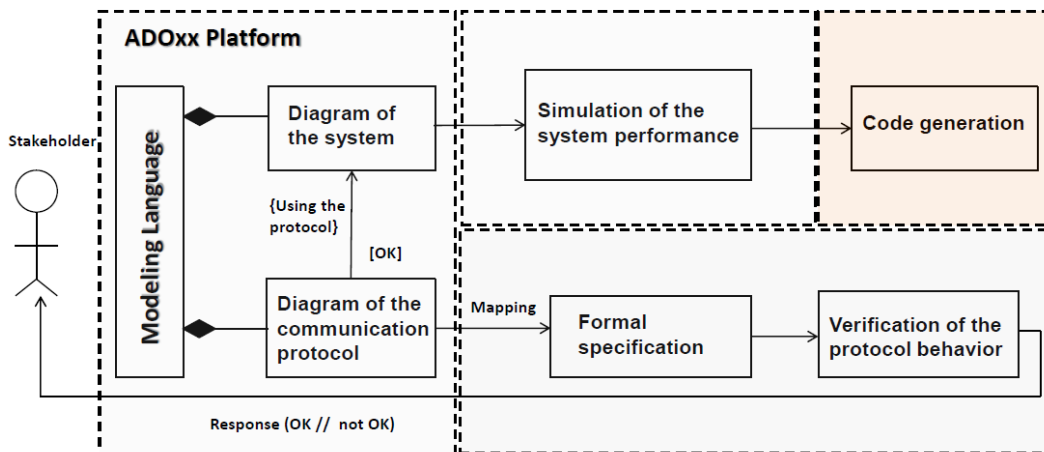 ADOxx Platform
Stakeholder
Modeling Language
Diagram of
the system
Simulation of the
system performance
Code generation
{Using the
protocol}
[OK]
Diagram of the
communication
protocol
Mapping
Formal
specification
Verification of the
protocol behavior
Response (OK // not OK)